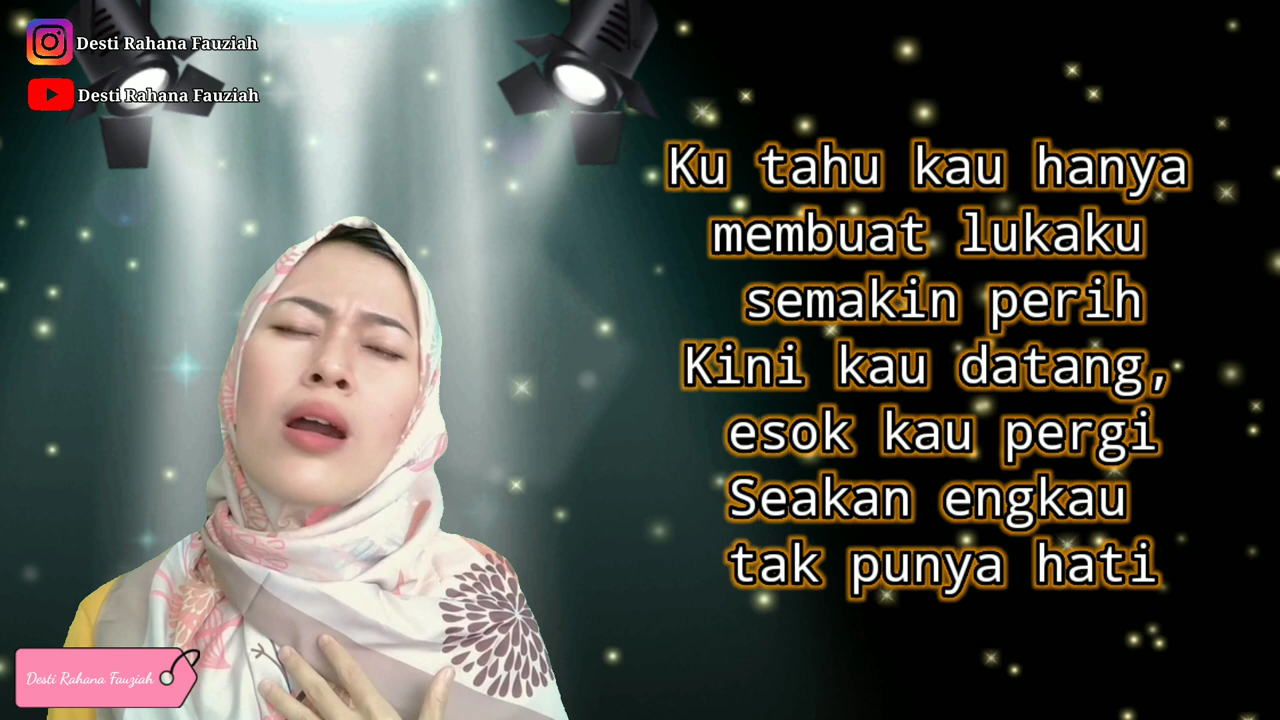 Desti Rahana Fauziah
Desti Rahana Fauziah
Ku tahu kau hanya
membuat lukaku
semakin perih
Kini kau datang,
esok kau pergi
Seakan engkau
tak punya hati
Desti Rahana Fauziah